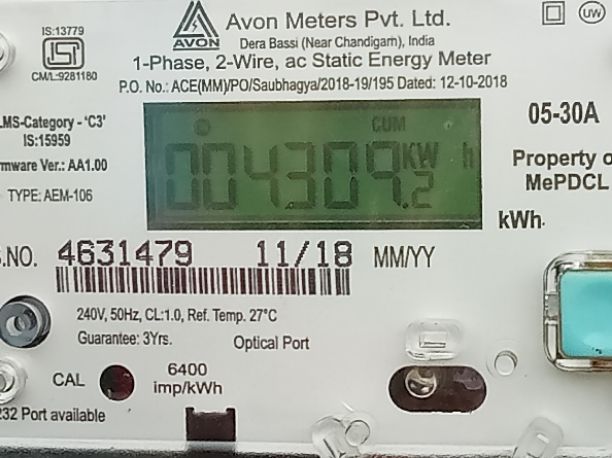 IS:13779
CM/L:9281180
AVON
Avon Meters Pvt. Ltd.
Dera Bassi (Near Chandigarh), India
1-Phase, 2-Wire, ac Static Energy Meter
P.O. No.: ACE(MM)/PO/Saubhagya/2018-19/195 Dated: 12-10-2018
UW
LMS-Category - 'C3'
IS:15959
rmware Ver.: AA1.00
TYPE: AEM-106
CUM
004309.2 KW h
05-30A
Property o
MePDCL
kWh
S.NO. 4631479 11/18 MM/YY
240V, 50Hz, CL:1.0, Ref. Temp. 27°C
Guarantee: 3Yrs. Optical Port
CAL 6400
imp/kWh
232 Port available